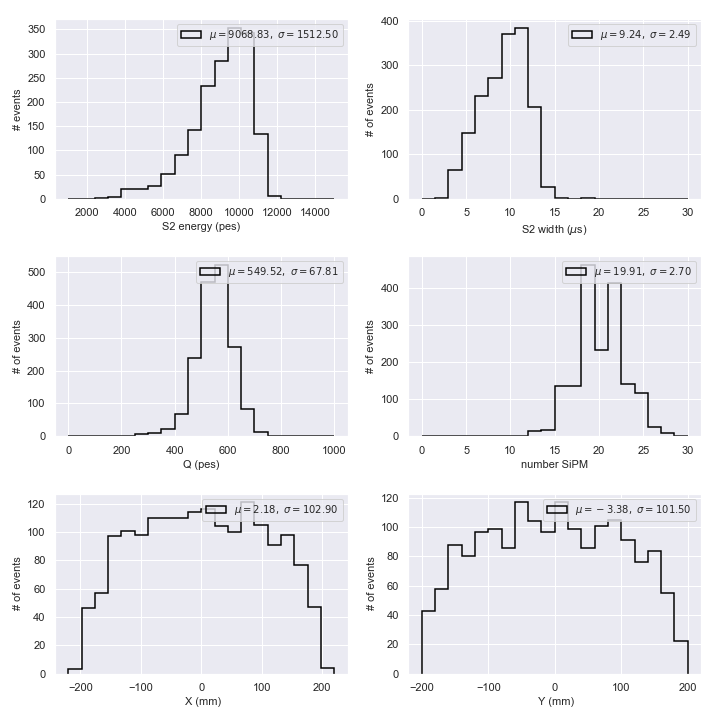 μ = 9068.83, σ = 1512.50
350
300
250
200
150
100
50
0
# events
2000 4000 6000 8000 10000 12000 14000
S2 energy (pes)
μ = 9.24, σ = 2.49
400
300
200
100
0
# of events
0 5 10 15 20 25 30
S2 width (μs)
μ = 549.52, σ = 67.81
500
400
300
200
100
0
# of events
0 200 400 600 800 1000
Q (pes)
μ = 19.91, σ = 2.70
400
300
200
100
0
# of events
0 5 10 15 20 25 30
number SiPM
μ = 2.18, σ = 102.90
120
100
80
60
40
20
0
# of events
−200 −100 0 100 200
X (mm)
μ = − 3.38, σ = 101.50
120
100
80
60
40
20
0
# of events
−200 −100 0 100 200
Y (mm)